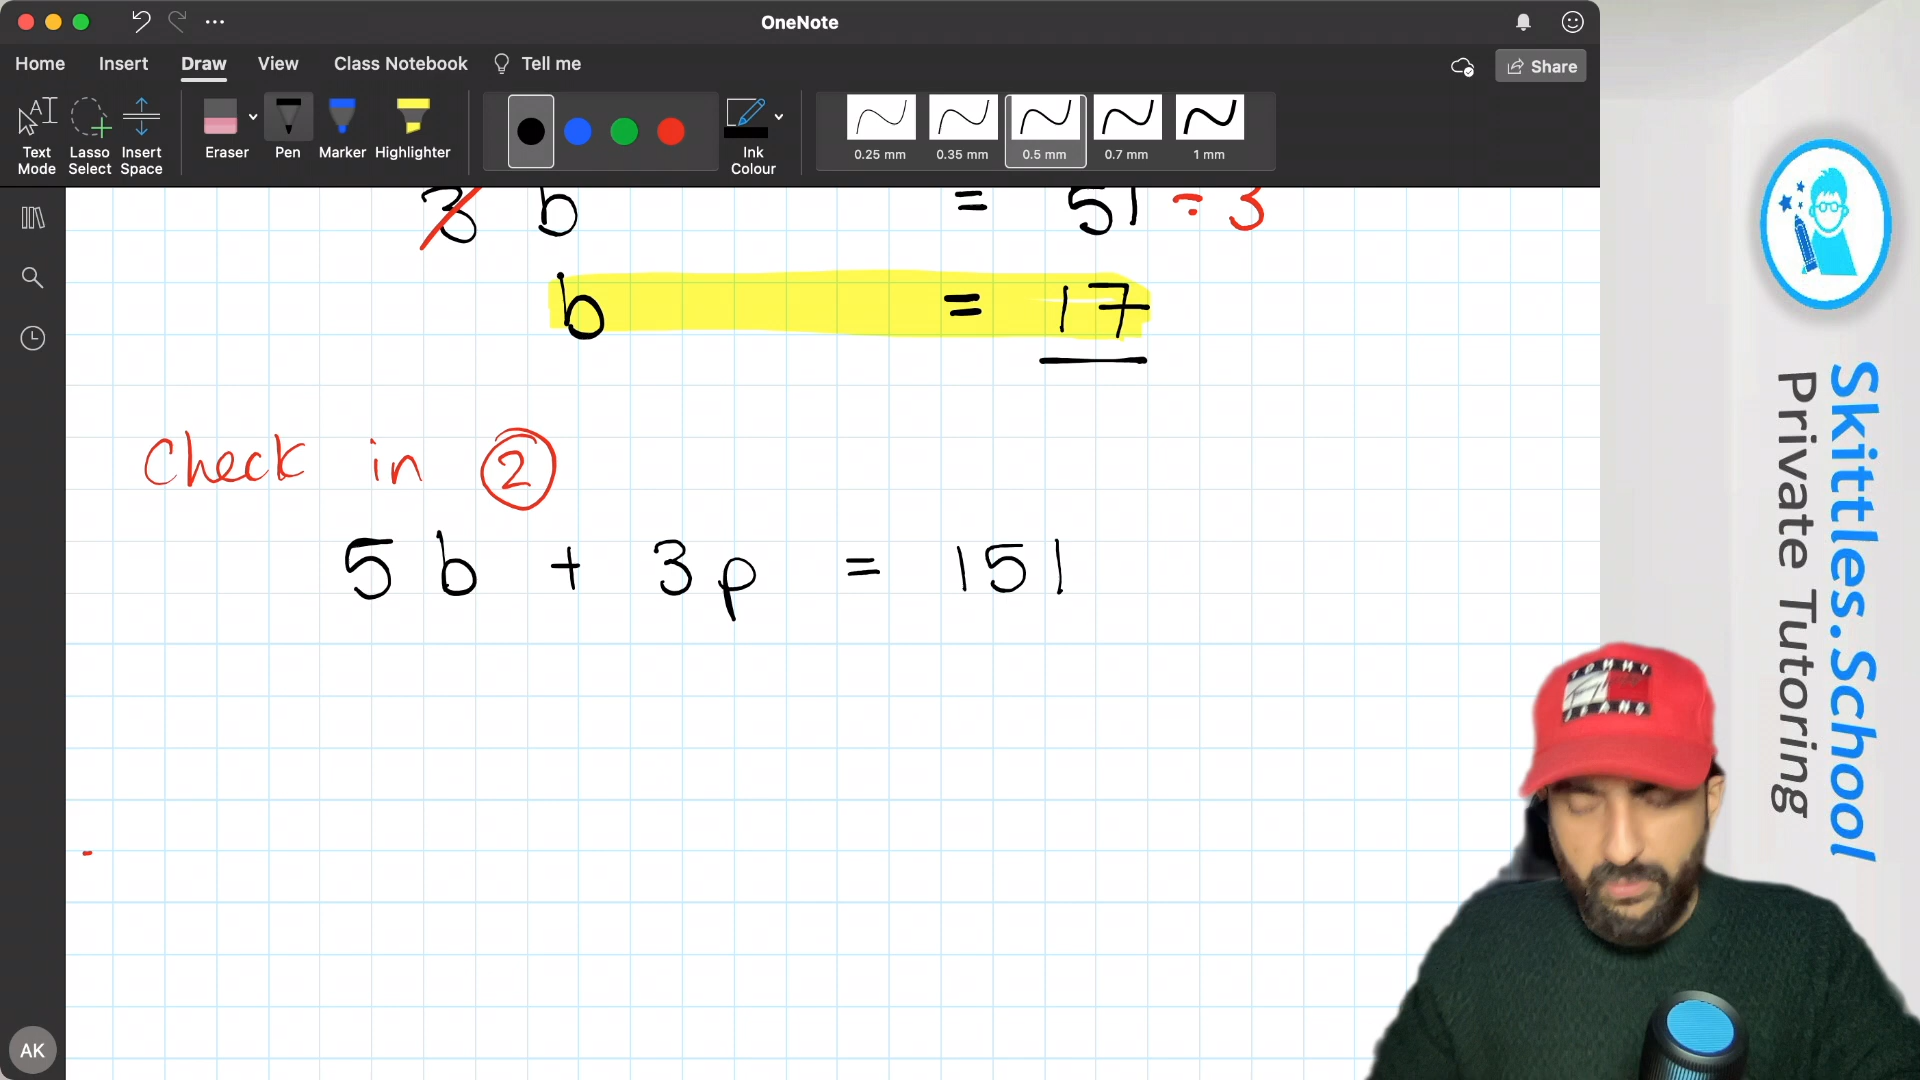 OneNote
Home Insert Draw View Class Notebook Tell me Share
Text Mode
Lasso Select
Insert Space
Eraser
Pen
Marker
Highlighter
Ink Colour
0.25 mm
0.35 mm
0.5 mm
0.7 mm
1 mm
3 b = 51 ÷ 3
b = 17
Check in ②
5b + 3p = 151
AK
Skittles.School
Private Tutoring
TOMMY
JEANS